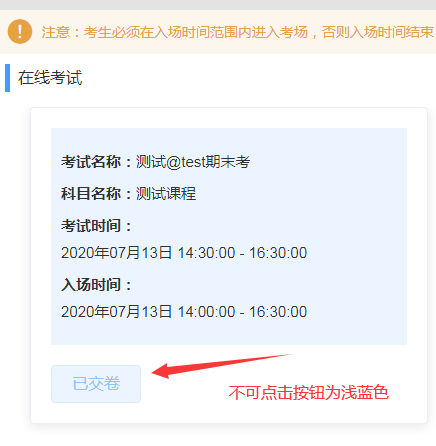 注意：考生必须在入场时间范围内进入考场，否则入场时间结束
在线考试
考试名称：测试@test期末考
科目名称：测试课程
考试时间：
2020年07月13日 14:30:00 - 16:30:00
入场时间：
2020年07月13日 14:00:00 - 16:30:00
已交卷
不可点击按钮为浅蓝色